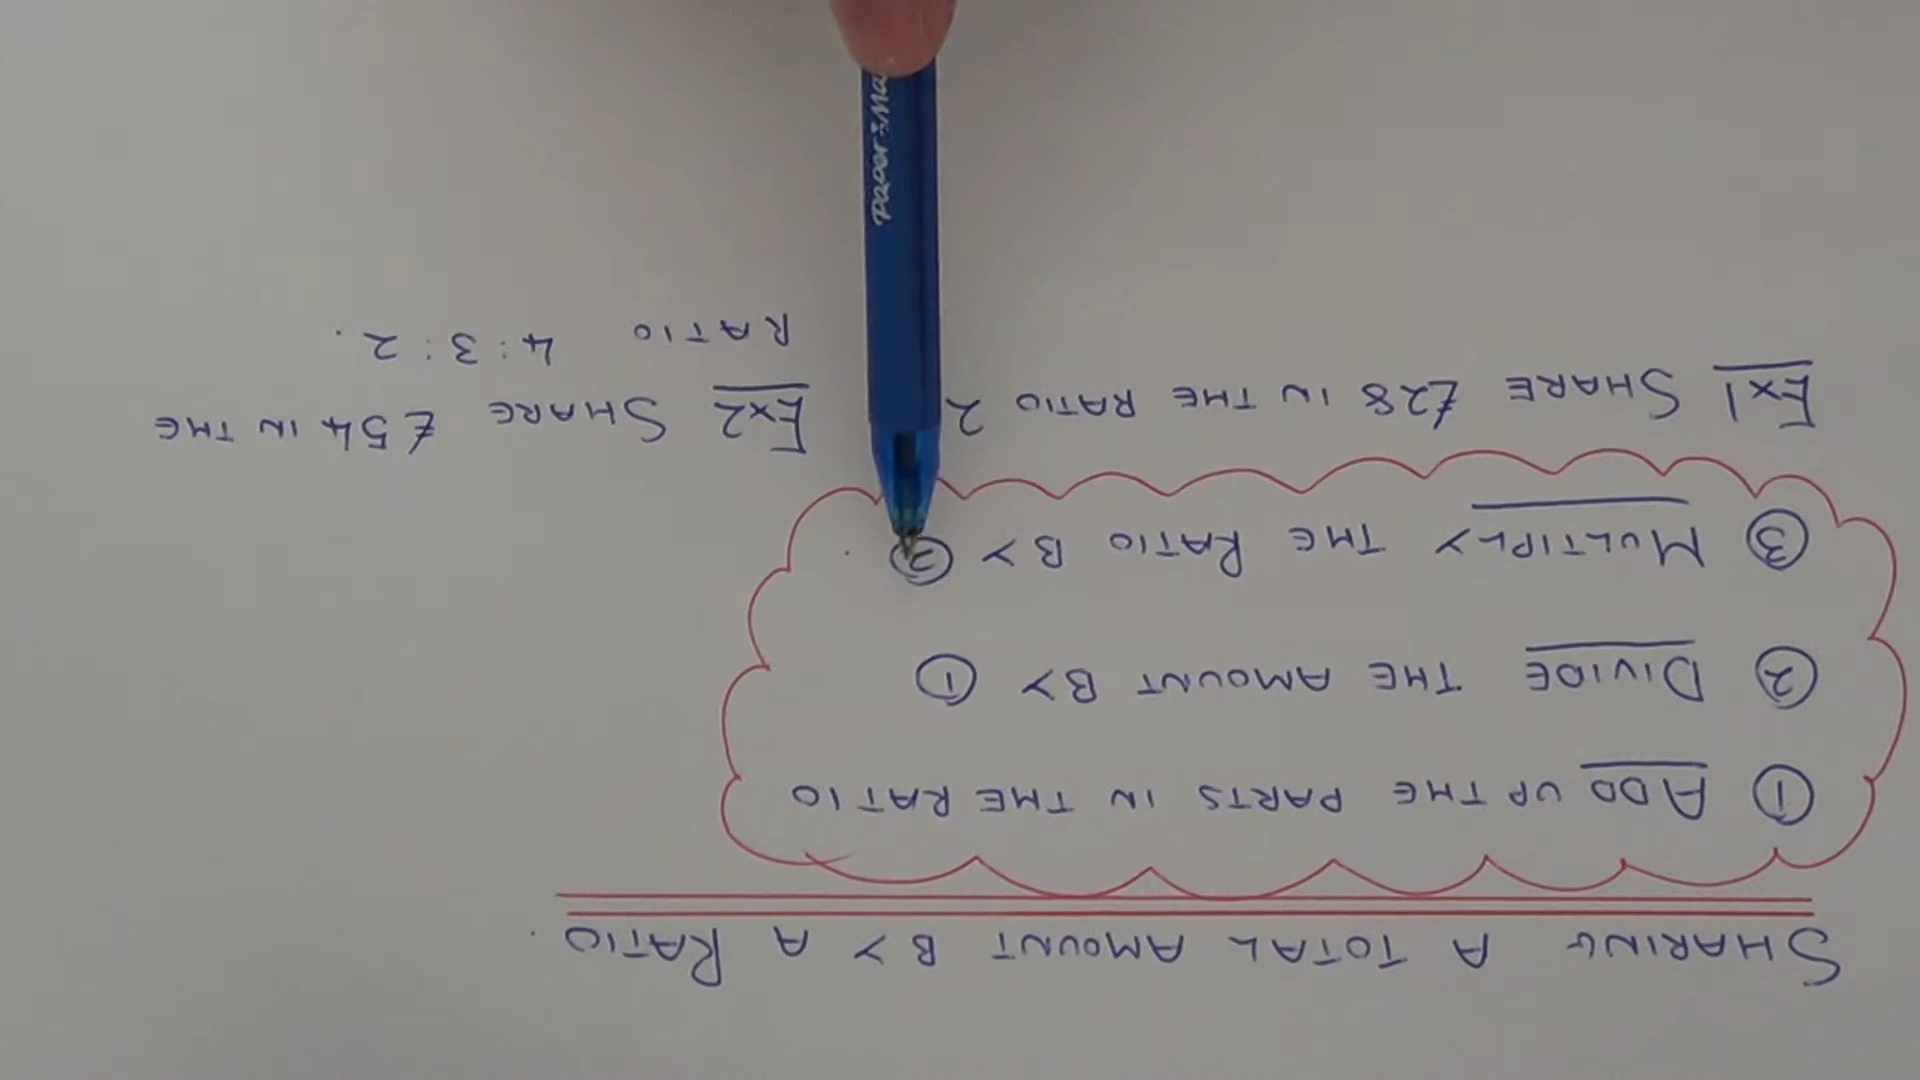 SHARING A TOTAL AMOUNT BY A RATIO.
① ADD UP THE PARTS IN THE RATIO
② DIVIDE THE AMOUNT BY ①
③ MULTIPLY THE RATIO BY ②.
EX1 SHARE £28 IN THE RATIO 2
EX2 SHARE £54 IN THE
RATIO 4:3:2.